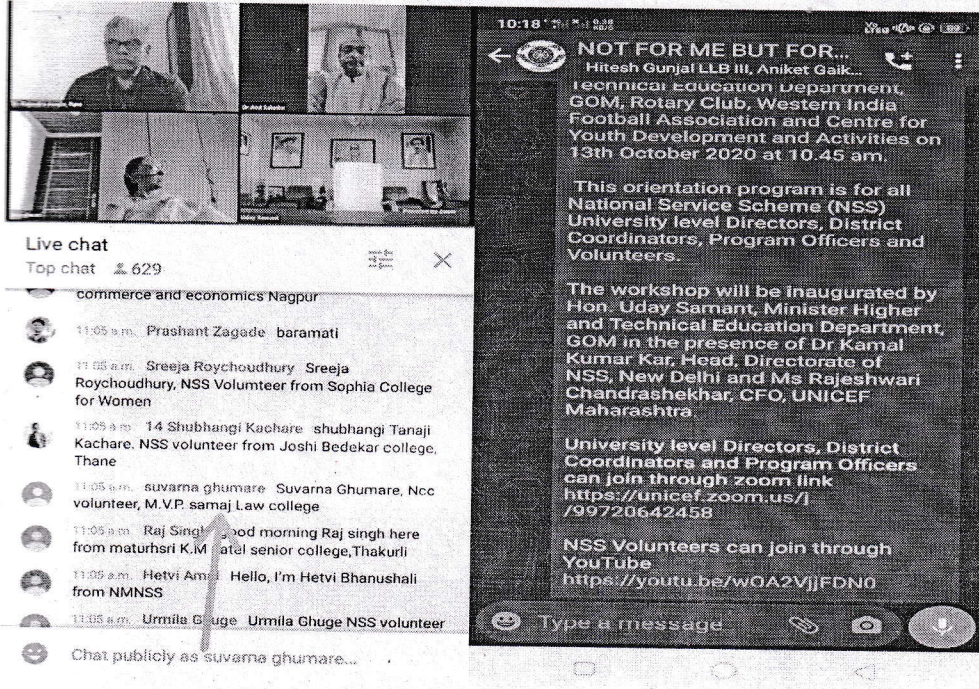 Live chat
Top chat 629
commerce and economics Nagpur
11:05 a.m. Prashant Zagade baramati
11:05 a.m. Sreeja Roychoudhury Sreeja
Roychoudhury, NSS Volumteer from Sophia College
for Women
11:05 a.m. 14 Shubhangi Kachare shubhangi Tanaji
Kachare. NSS volunteer from Joshi Bedekar college,
Thane
11:05 a.m. suvarna ghumare Suvarna Ghumare, Ncc
volunteer, M.V.P. samaj Law college
11:05 a.m. Raj Singh good morning Raj singh here
from maturhsri K.M patel senior college,Thakurli
11:05 a.m. Hetvi Hello, I'm Hetvi Bhanushali
from NMNSS
11:05 a.m. Urmila Ghuge Urmila Ghuge NSS volunteer
Chat publicly as suvarna ghumare...
10:18
NOT FOR ME BUT FOR...
Hitesh Gunjal LLB III, Aniket Gaik...
Technical Education Department,
GOM, Rotary Club, Western India
Football Association and Centre for
Youth Development and Activities on
13th October 2020 at 10.45 am.
This orientation program is for all
National Service Scheme (NSS)
University level Directors, District
Coordinators, Program Officers and
Volunteers.
The workshop will be inaugurated by
Hon. Uday Samant, Minister Higher
and Technical Education Department,
GOM in the presence of Dr Kamal
Kumar Kar, Head, Directorate of
NSS, New Delhi and Ms Rajeshwari
Chandrashekhar, CFO, UNICEF
Maharashtra
University level Directors, District
Coordinators and Program Officers
can join through zoom link
https://unicef.zoom.us/j
/99720642458
NSS Volunteers can join through
YouTube
https://youtu.be/wOA2VjjFDN0
Type a message